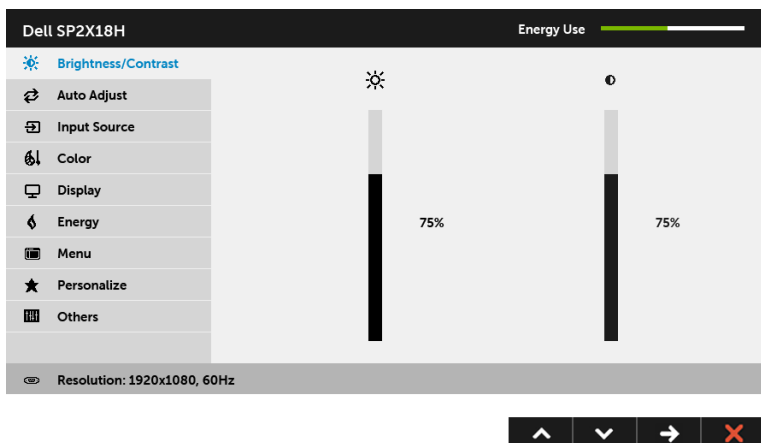 Dell SP2X18H
Energy Use
Brightness/Contrast
Auto Adjust
Input Source
Color
Display
Energy
75%
75%
Menu
Personalize
Others
Resolution: 1920x1080, 60Hz